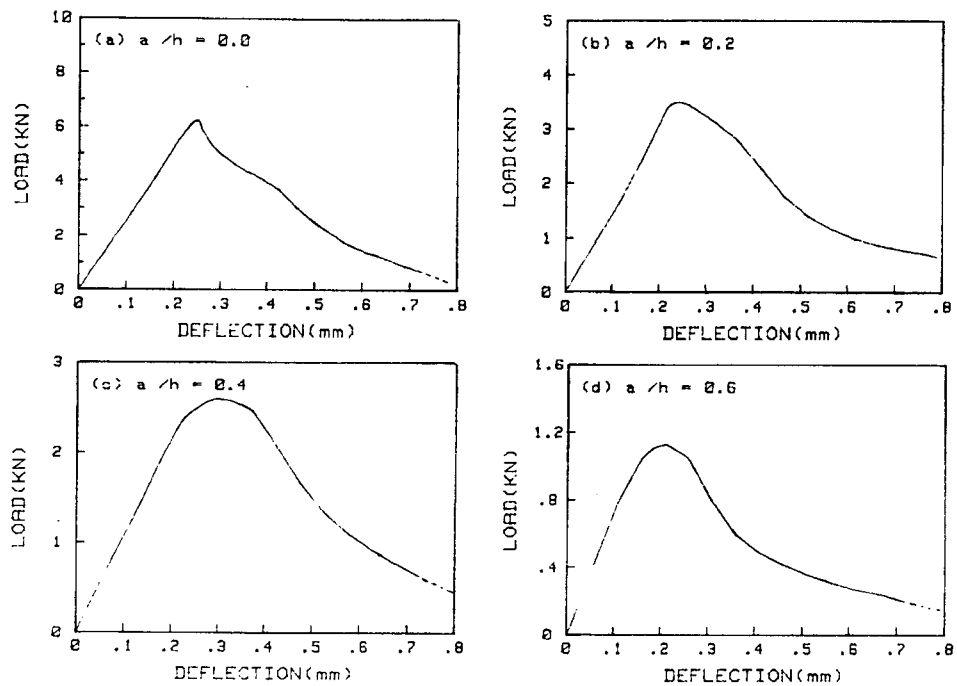 (a) a /h = 0.0
LOAD(KN)
10
8
6
4
2
0
0 .1 .2 .3 .4 .5 .6 .7 .8
DEFLECTION(mm)
(b) a /h = 0.2
LOAD(KN)
5
4
3
2
1
0
0 .1 .2 .3 .4 .5 .6 .7 .8
DEFLECTION(mm)
(c) a /h = 0.4
LOAD(KN)
3
2
1
0
0 .1 .2 .3 .4 .5 .6 .7 .8
DEFLECTION(mm)
(d) a /h = 0.6
LOAD(KN)
1.6
1.2
.8
.4
0
0 .1 .2 .3 .4 .5 .6 .7 .8
DEFLECTION(mm)